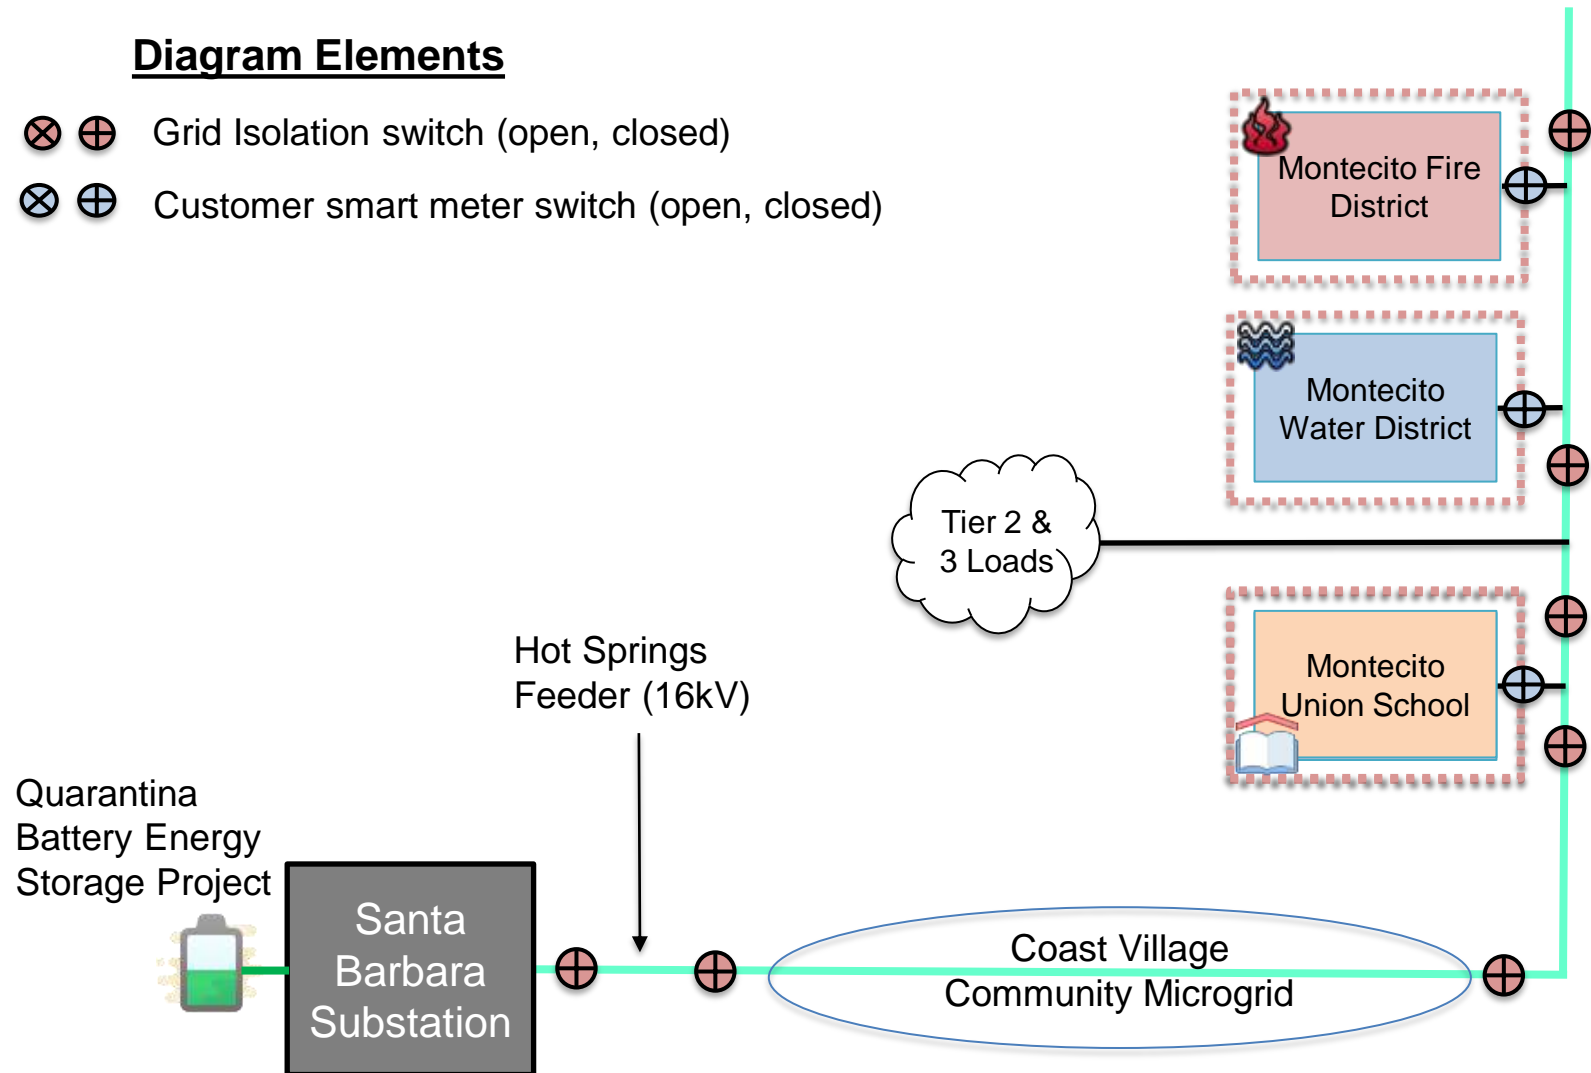 Diagram Elements
Grid Isolation switch (open, closed)
Customer smart meter switch (open, closed)
Montecito Fire
District
Montecito
Water District
Tier 2 &
3 Loads
Montecito
Union School
Hot Springs
Feeder (16kV)
Quarantina
Battery Energy
Storage Project
Santa
Barbara
Substation
Coast Village
Community Microgrid